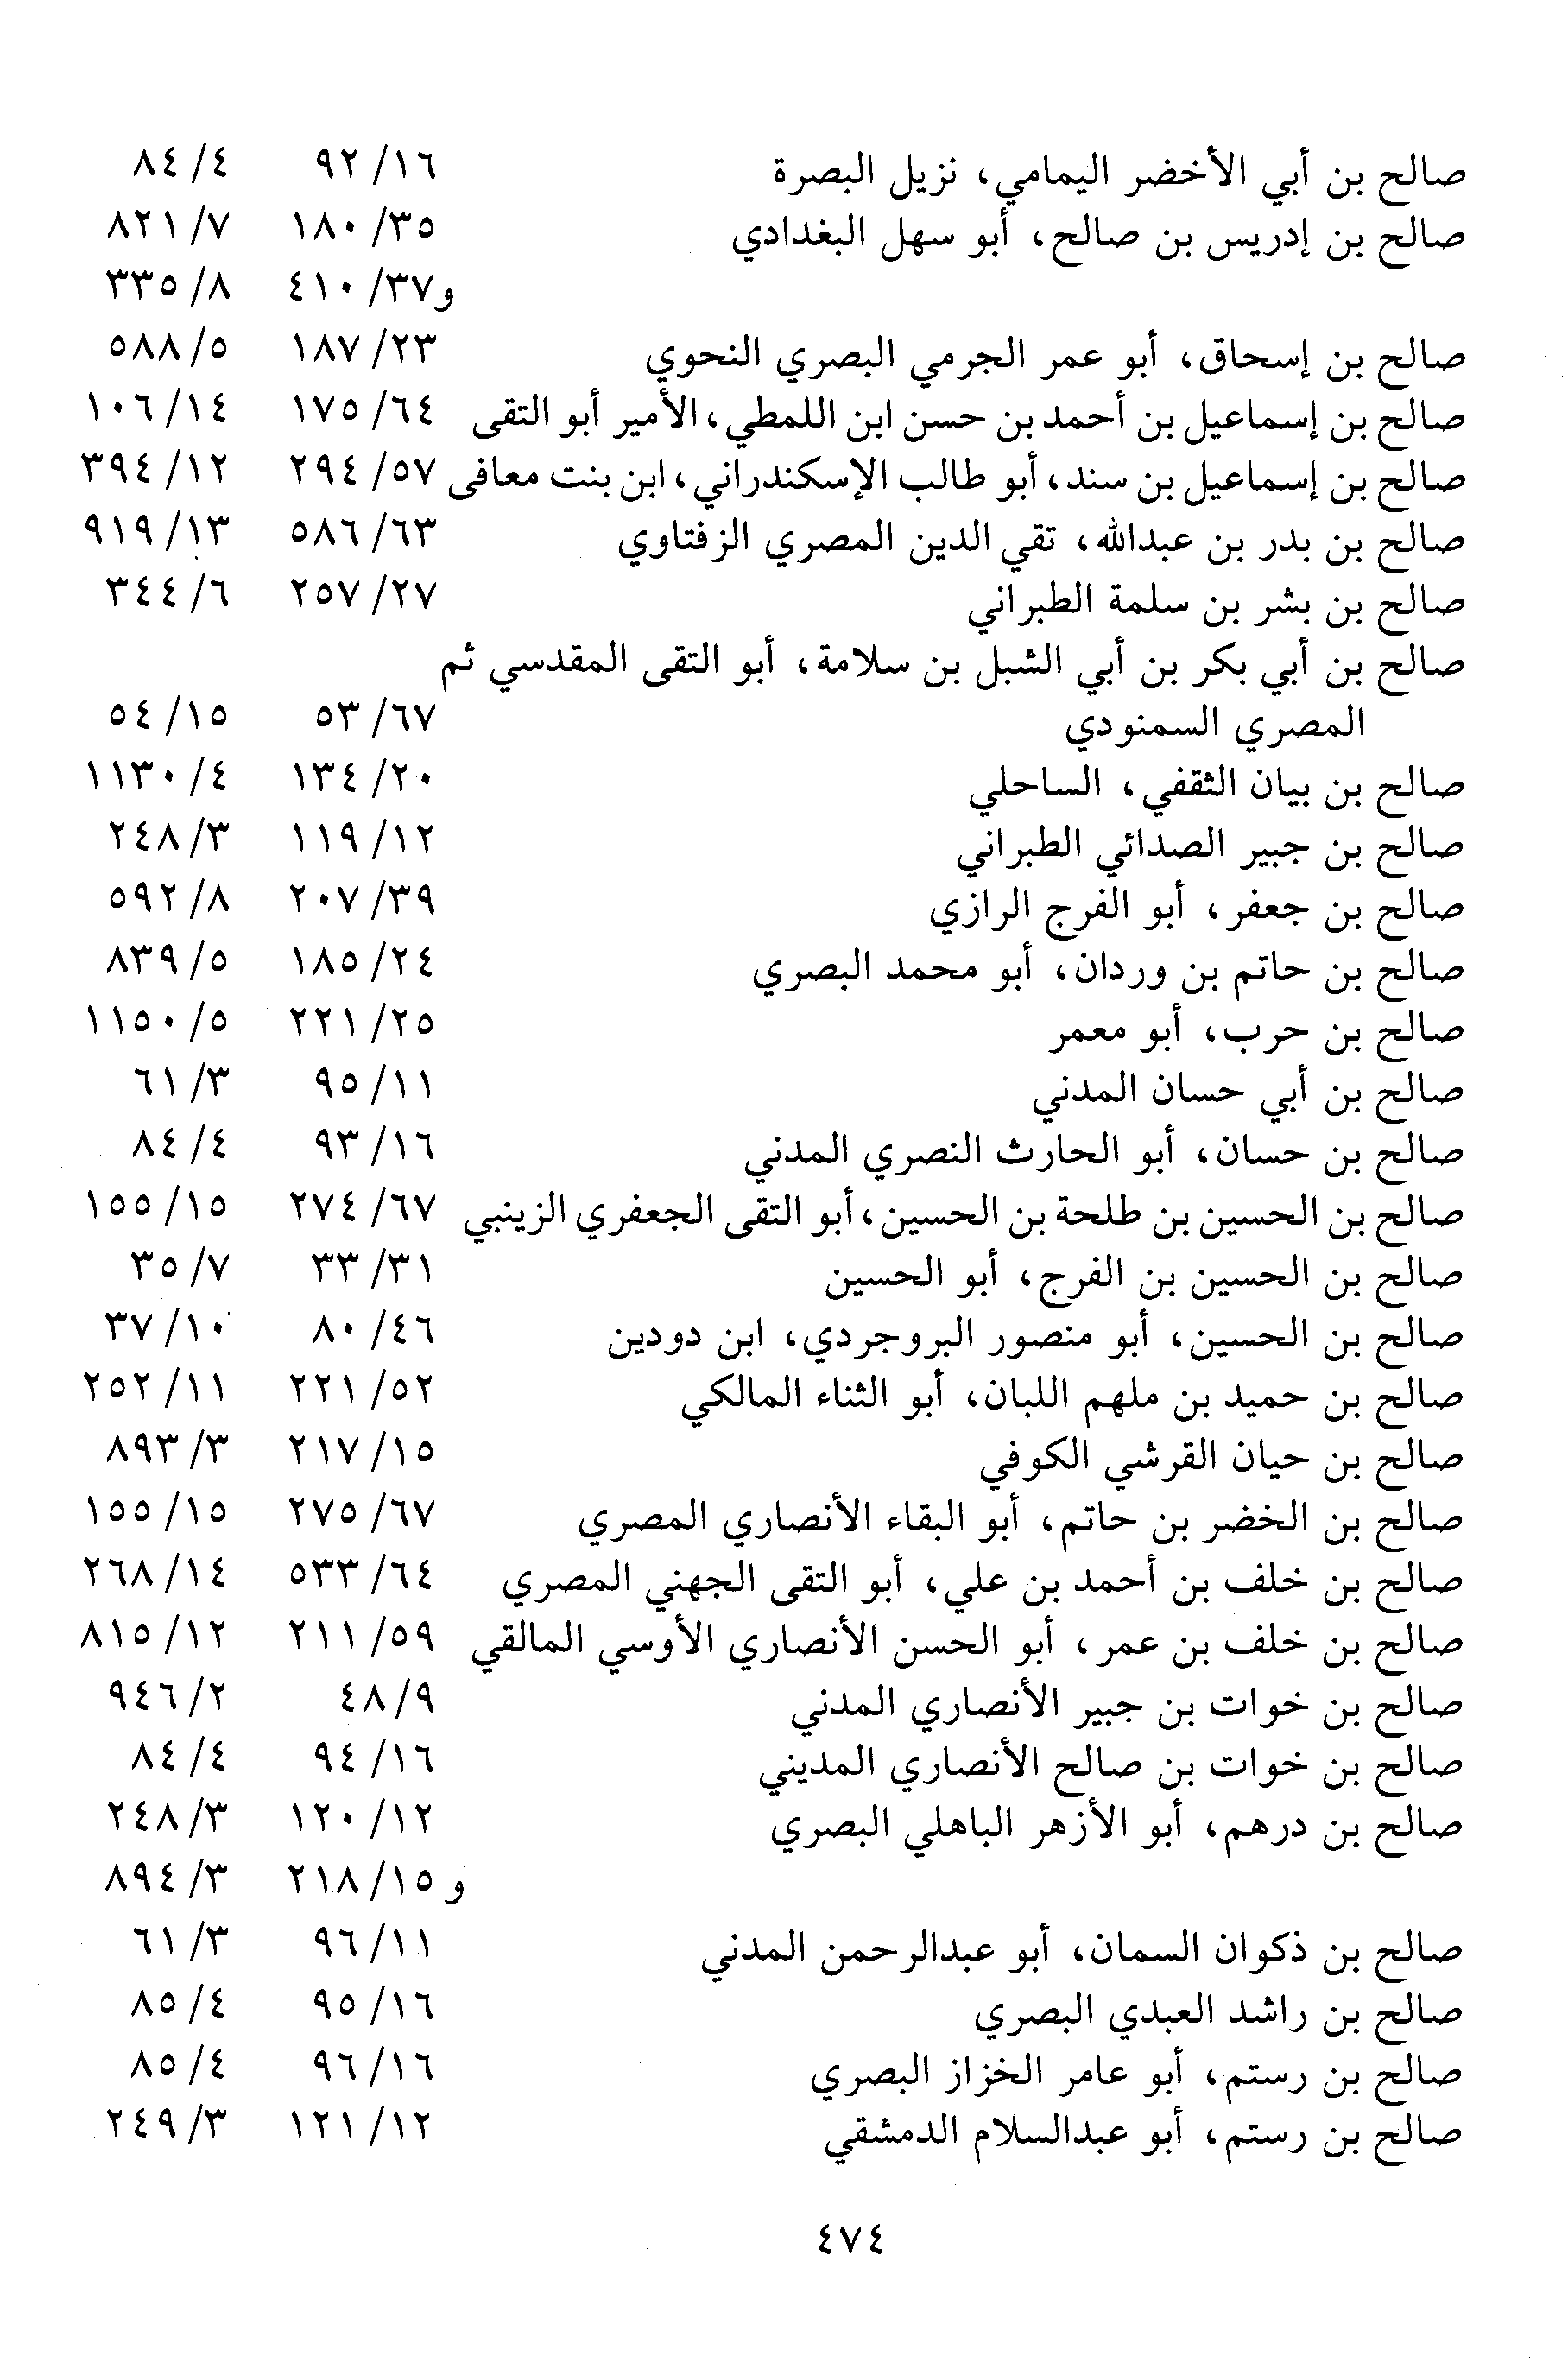 صالح بن أبي الأخضر اليمامي، نزيل البصرة ١٦/ ٩٢ ٤/ ٨٤
صالح بن إدريس بن صالح، أبو سهل البغدادي ٣٥/ ١٨٠ ٧/ ٨٢١
و٣٧/ ٤١٠ ٨/ ٣٣٥
صالح بن إسحاق، أبو عمر الجرمي البصري النحوي ٢٣/ ١٨٧ ٥/ ٥٨٨
صالح بن إسماعيل بن أحمد بن حسن ابن اللمطي، الأمير أبو التقى ٦٤/ ١٧٥ ١٤/ ١٠٦
صالح بن إسماعيل بن سند، أبو طالب الإسكندراني، ابن بنت معافى ٥٧/ ٢٩٤ ١٢/ ٣٩٤
صالح بن بدر بن عبدالله، تقي الدين المصري الزفتاوي ٦٣/ ٥٨٦ ١٣/ ٩١٩
صالح بن بشر بن سلمة الطبراني ٢٧/ ٢٥٧ ٦/ ٣٤٤
صالح بن أبي بكر بن أبي الشبل بن سلامة، أبو التقى المقدسي ثم
المصري السمنودي ٦٧/ ٥٣ ١٥/ ٥٤
صالح بن بيان الثقفي، الساحلي ٢٠/ ١٣٤ ٤/ ١١٣٠
صالح بن جبير الصدائي الطبراني ١٢/ ١١٩ ٣/ ٢٤٨
صالح بن جعفر، أبو الفرج الرازي ٣٩/ ٢٠٧ ٨/ ٥٩٢
صالح بن حاتم بن وردان، أبو محمد البصري ٢٤/ ١٨٥ ٥/ ٨٣٩
صالح بن حرب، أبو معمر ٢٥/ ٢٢١ ٥/ ١١٥٠
صالح بن أبي حسان المدني ١١/ ٩٥ ٣/ ٦١
صالح بن حسان، أبو الحارث النصري المدني ١٦/ ٩٣ ٤/ ٨٤
صالح بن الحسين بن طلحة بن الحسين، أبو التقى الجعفري الزينبي ٦٧/ ٢٧٤ ١٥/ ١٥٥
صالح بن الحسين بن الفرج، أبو الحسين ٣١/ ٣٣ ٧/ ٣٥
صالح بن الحسين، أبو منصور البروجردي، ابن دودين ٤٦/ ٨٠ ١٠/ ٣٧
صالح بن حميد بن ملهم اللبان، أبو الثناء المالكي ٥٢/ ٢٢١ ١١/ ٢٥٢
صالح بن حيان القرشي الكوفي ١٥/ ٢١٧ ٣/ ٨٩٣
صالح بن الخضر بن حاتم، أبو البقاء الأنصاري المصري ٦٧/ ٢٧٥ ١٥/ ١٥٥
صالح بن خلف بن أحمد بن علي، أبو التقى الجهني المصري ٦٤/ ٥٣٣ ١٤/ ٢٦٨
صالح بن خلف بن عمر، أبو الحسن الأنصاري الأوسي المالقي ٥٩/ ٢١١ ١٢/ ٨١٥
صالح بن خوات بن جبير الأنصاري المدني ٩/ ٤٨ ٢/ ٩٤٦
صالح بن خوات بن صالح الأنصاري المديني ١٦/ ٩٤ ٤/ ٨٤
صالح بن درهم، أبو الأزهر الباهلي البصري ١٢/ ١٢٠ ٣/ ٢٤٨
و ١٥/ ٢١٨ ٣/ ٨٩٤
صالح بن ذكوان السمان، أبو عبدالرحمن المدني ١١/ ٩٦ ٣/ ٦١
صالح بن راشد العبدي البصري ١٦/ ٩٥ ٤/ ٨٥
صالح بن رستم، أبو عامر الخزاز البصري ١٦/ ٩٦ ٤/ ٨٥
صالح بن رستم، أبو عبدالسلام الدمشقي ١٢/ ١٢١ ٣/ ٢٤٩
٤٧٤